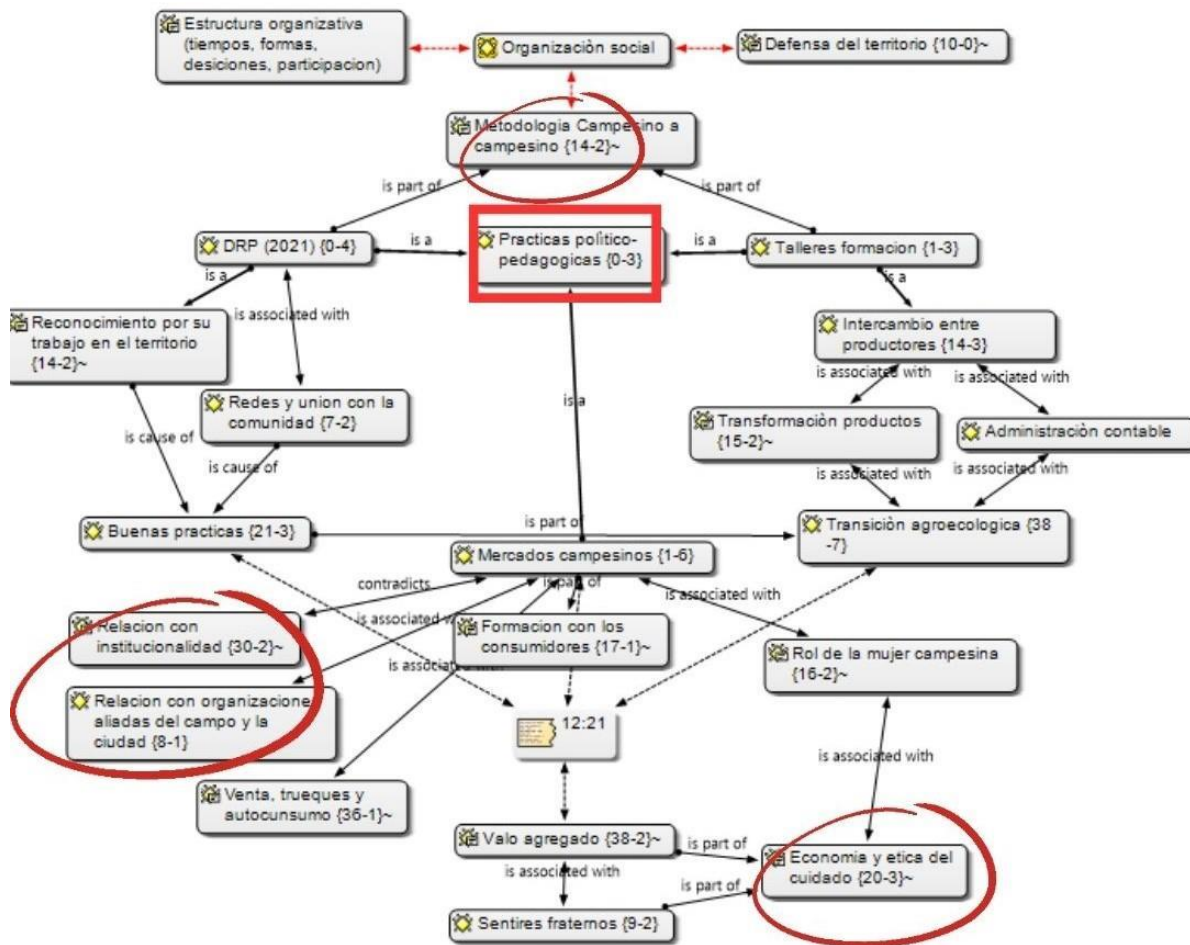 Estructura organizativa
(tiempos, formas,
desiciones, participacion)
Organizaciòn social
Defensa del territorio {10-0}~
Metodologia Campesino a
campesino {14-2}~
is part of
is part of
DRP (2021) {0-4}
is a
Practicas politico-
pedagogicas {0-3}
is a
Talleres formacion {1-3}
is a
is a
is associated with
Reconocimiento por su
trabajo en el territorio
{14-2}~
Intercambio entre
productores {14-3}
is associated with
is associated with
Redes y union con la
comunidad {7-2}
is a
Transformaciòn productos
{15-2}~
Administraciòn contable
is cause of
is cause of
is associated with
is associated with
Buenas practicas {21-3}
is part of
Transiciòn agroecologica {38
-7}
Mercados campesinos {1-6}
contradicts
is part of
is associated with
is associated with
Relacion con
institucionalidad {30-2}~
Formacion con los
consumidores {17-1}~
Rol de la mujer campesina
{16-2}~
is associated with
Relacion con organizacione
aliadas del campo y la
ciudad {8-1}
12:21
is associated with
Venta, trueques y
autocunsumo {36-1}~
Valo agregado {38-2}~
is part of
Economia y etica del
cuidado {20-3}~
is associated with
is part of
Sentires fraternos {9-2}